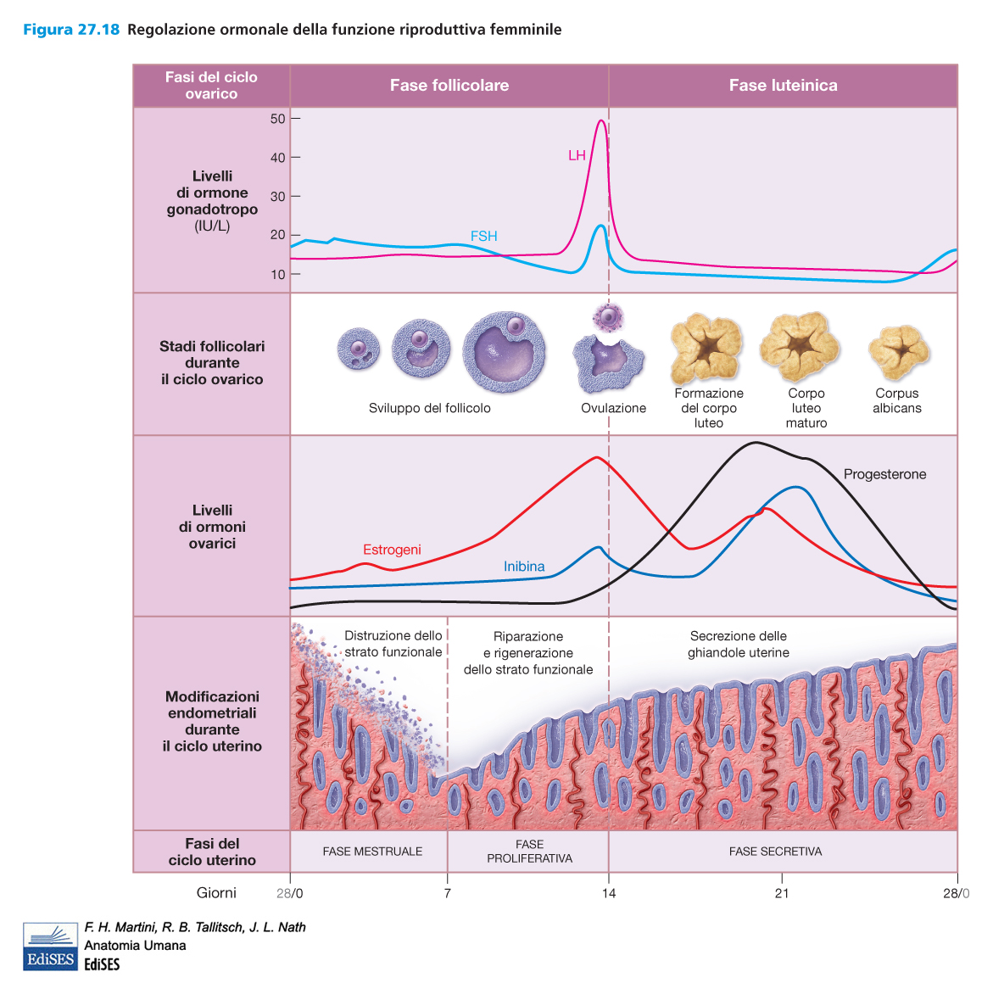 Figura 27.18 Regolazione ormonale della funzione riproduttiva femminile
Fasi del ciclo
ovarico
Fase follicolare
Fase luteinica
Livelli
di ormone
gonadotropo
(IU/L)
50
40
30
20
10
LH
FSH
Stadi follicolari
durante
il ciclo ovarico
Sviluppo del follicolo
Ovulazione
Formazione
del corpo
luteo
Corpo
luteo
maturo
Corpus
albicans
Livelli
di ormoni
ovarici
Estrogeni
Inibina
Progesterone
Modificazioni
endometriali
durante
il ciclo uterino
Distruzione dello
strato funzionale
Riparazione
e rigenerazione
dello strato funzionale
Secrezione delle
ghiandole uterine
Fasi del
ciclo uterino
FASE MESTRUALE
FASE
PROLIFERATIVA
FASE SECRETIVA
Giorni
28/0
7
14
21
28/0
EdiSES
F. H. Martini, R. B. Tallitsch, J. L. Nath
Anatomia Umana
EdiSES